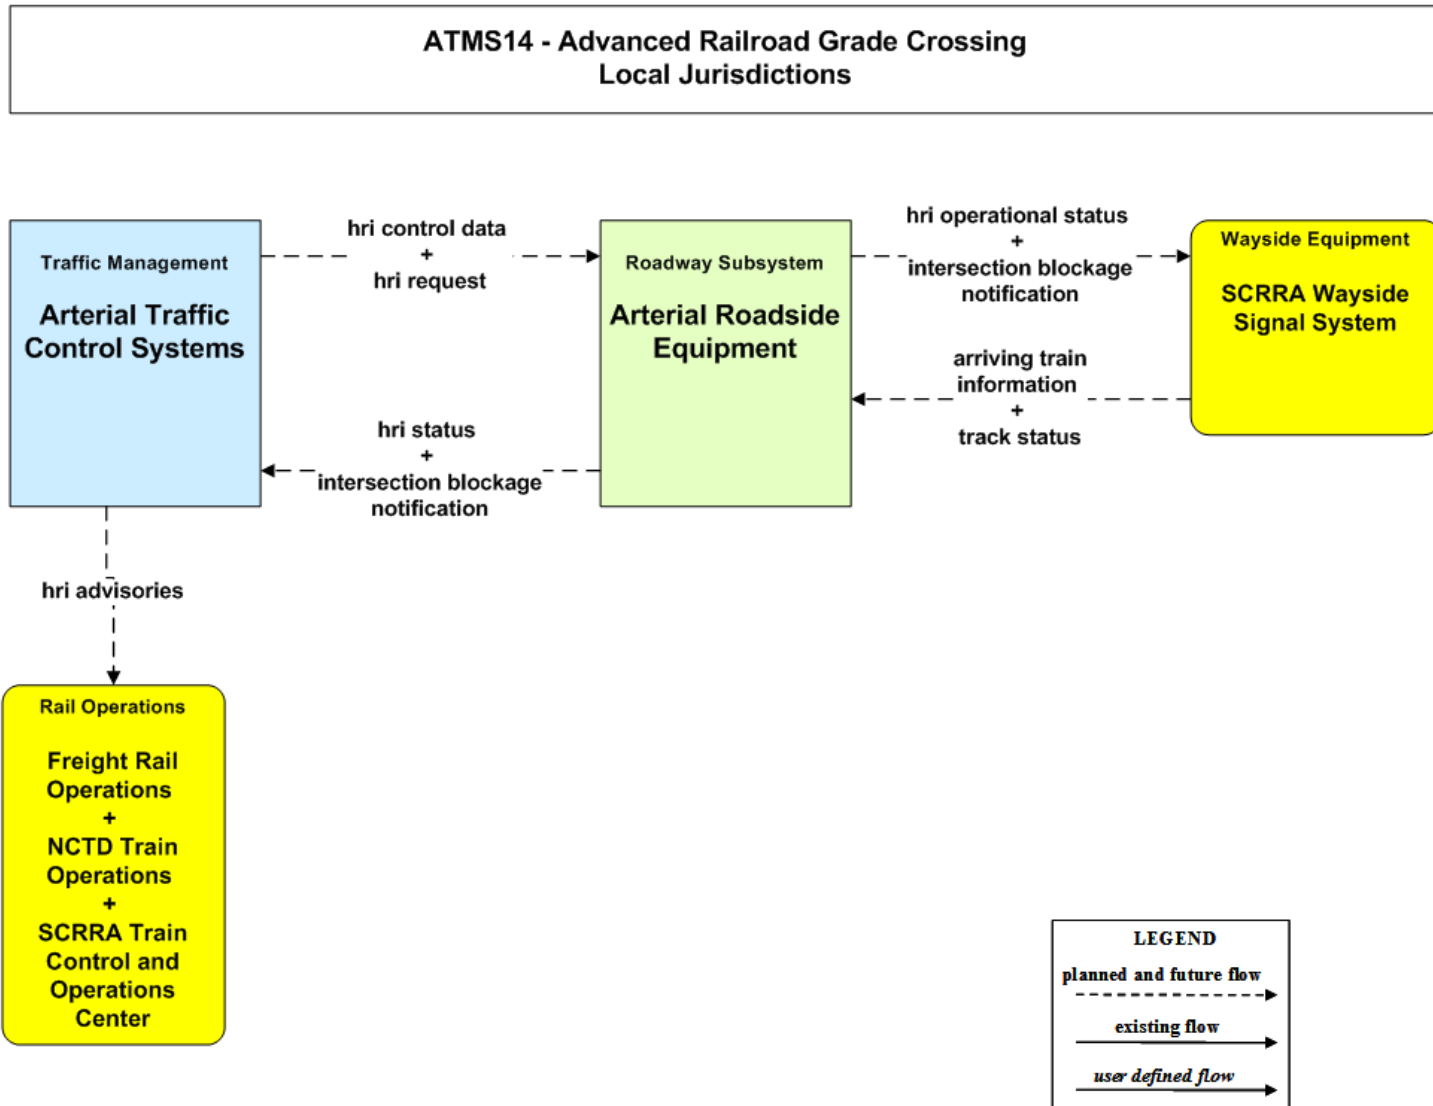 ATMS14 - Advanced Railroad Grade Crossing
Local Jurisdictions
Traffic Management
Arterial Traffic
Control Systems
hri control data
+
hri request
Roadway Subsystem
Arterial Roadside
Equipment
hri operational status
+
intersection blockage
notification
Wayside Equipment
SCRRA Wayside
Signal System
arriving train
information
+
track status
hri status
+
intersection blockage
notification
hri advisories
Rail Operations
Freight Rail
Operations
+
NCTD Train
Operations
+
SCRRA Train
Control and
Operations
Center
LEGEND
planned and future flow
existing flow
user defined flow